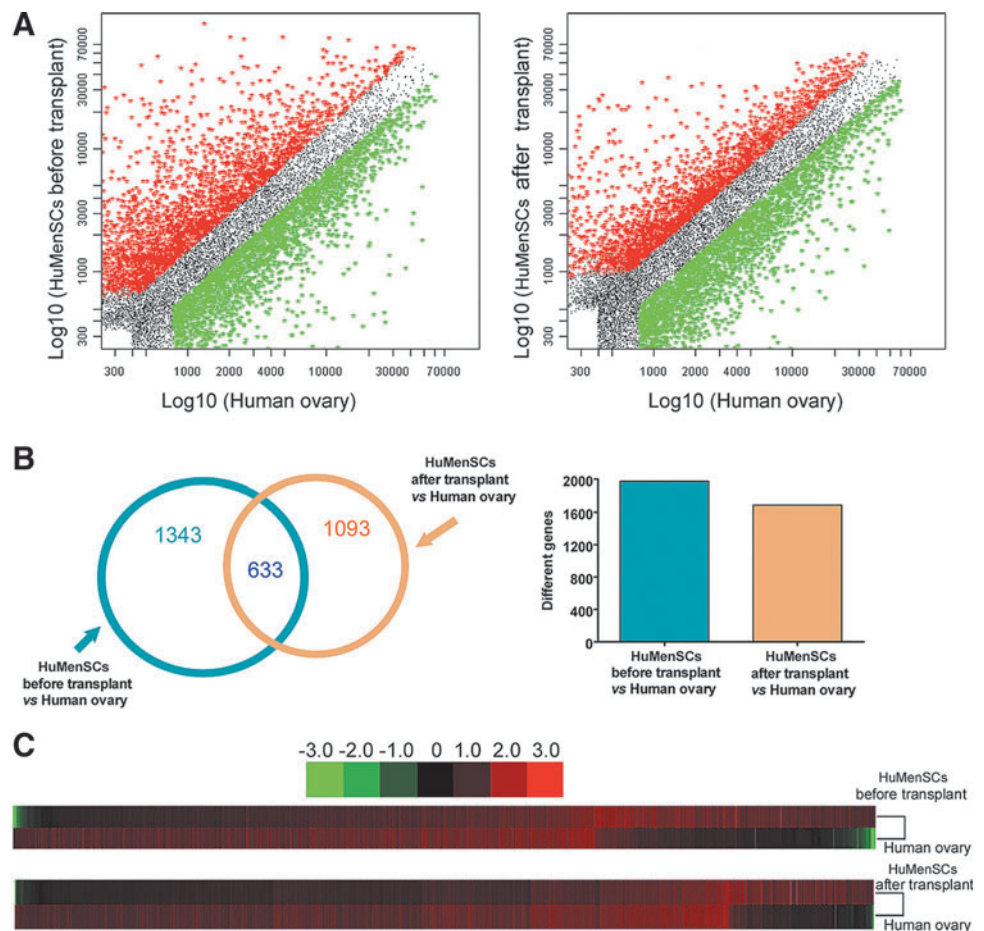 A
Log10 (HuMenSCs before transplant)
70000
30000
10000
3000
1000
300
300 1000 2000 4000 10000 30000 70000
Log10 (Human ovary)
Log10 (HuMenSCs after transplant)
70000
30000
10000
3000
1000
300
300 1000 2000 4000 10000 30000 70000
Log10 (Human ovary)
B
1343
633
1093
HuMenSCs
after transplant
vs Human ovary
HuMenSCs
before transplant
vs Human ovary
Different genes
2000
1600
1200
800
400
0
HuMenSCs
before transplant
vs Human ovary
HuMenSCs
after transplant
vs Human ovary
C
-3.0 -2.0 -1.0 0 1.0 2.0 3.0
HuMenSCs
before transplant
Human ovary
HuMenSCs
after transplant
Human ovary